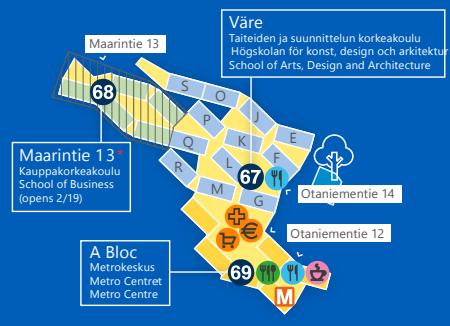 Väre
Taiteiden ja suunnittelun korkeakoulu
Högskolan för konst, design och arkitektur
School of Arts, Design and Architecture
Maarintie 13
68
S
O
J
P
E
K
Q
F
L
R
67
M
G
Maarintie 13*
Kauppakorkeakoulu
School of Business
(opens 2/19)
Otaniementie 14
€
Otaniementie 12
A Bloc
Metrokeskus
Metro Centret
Metro Centre
69
M